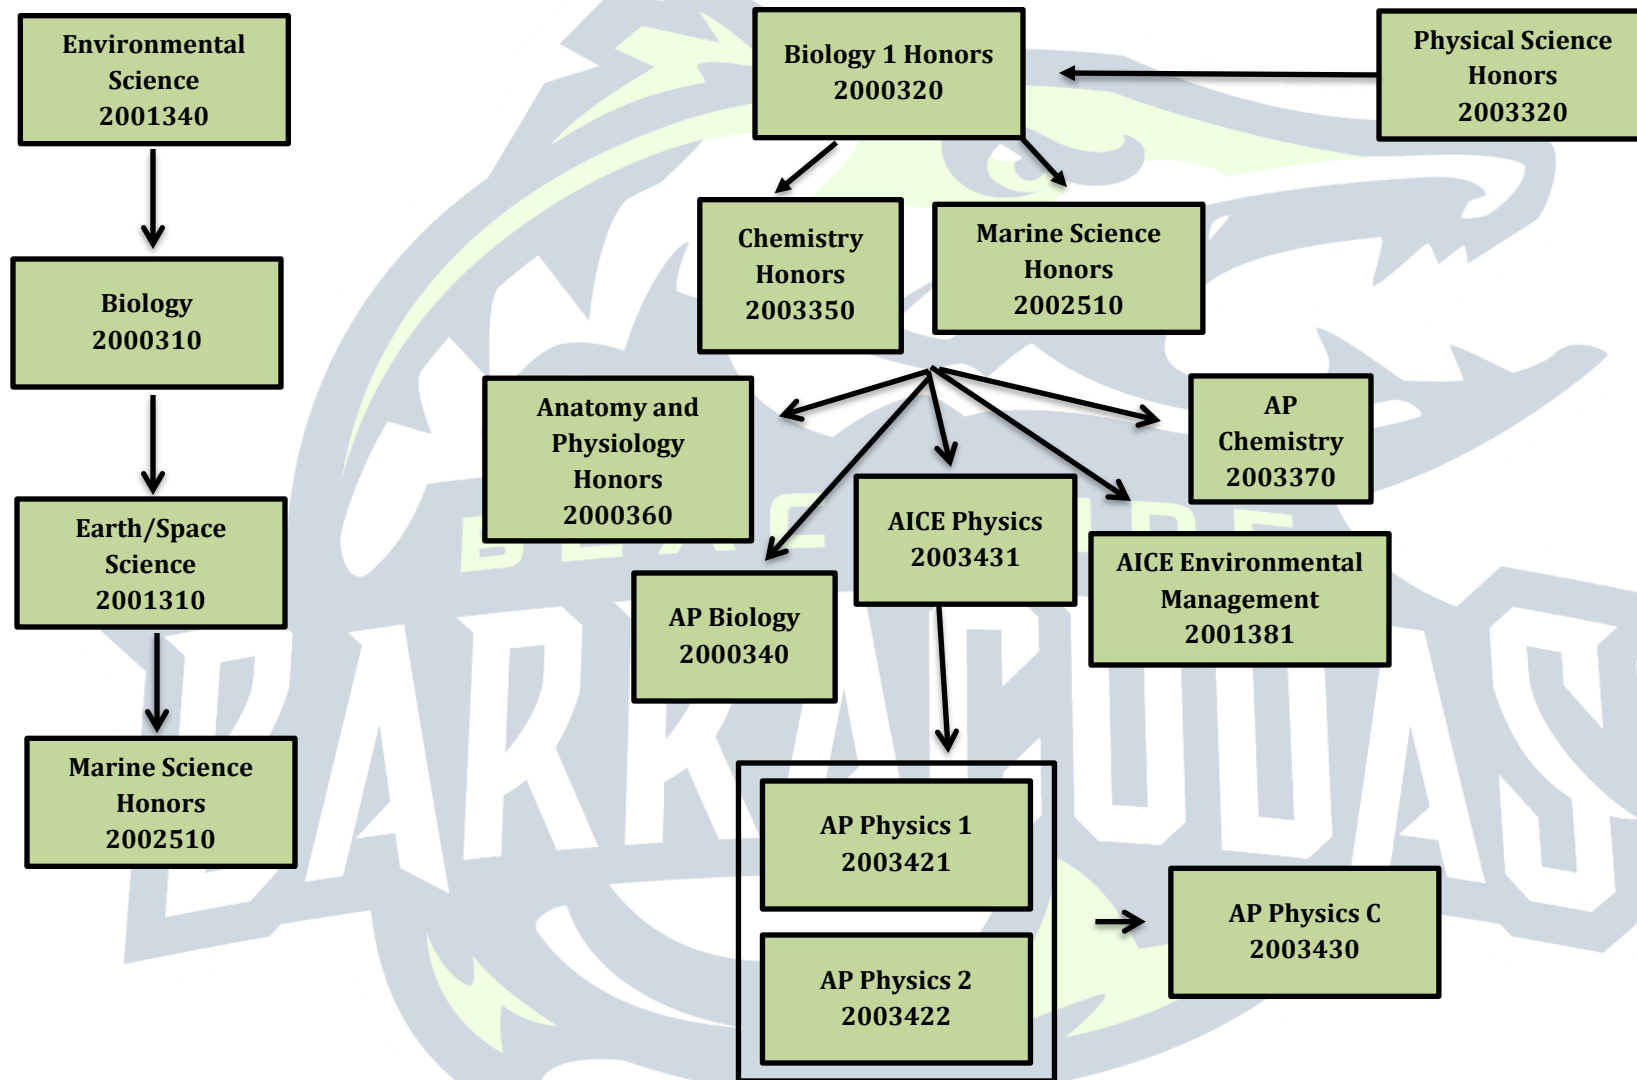 Environmental
Science
2001340
Biology 1 Honors
2000320
Physical Science
Honors
2003320
Biology
2000310
Chemistry
Honors
2003350
Marine Science
Honors
2002510
Anatomy and
Physiology
Honors
2000360
AP
Chemistry
2003370
Earth/Space
Science
2001310
AICE Physics
2003431
AICE Environmental
Management
2001381
AP Biology
2000340
Marine Science
Honors
2002510
AP Physics 1
2003421
AP Physics 2
2003422
AP Physics C
2003430
BARRACUDAS